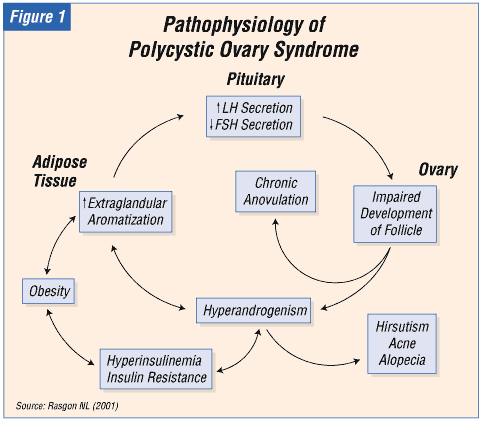 Figure 1
Pathophysiology of
Polycystic Ovary Syndrome
Pituitary
↑LH Secretion
↓FSH Secretion
Adipose
Tissue
Ovary
Chronic
Anovulation
Impaired
Development
of Follicle
↑Extraglandular
Aromatization
Obesity
Hyperandrogenism
Hirsutism
Acne
Alopecia
Hyperinsulinemia
Insulin Resistance
Source: Rasgon NL (2001)